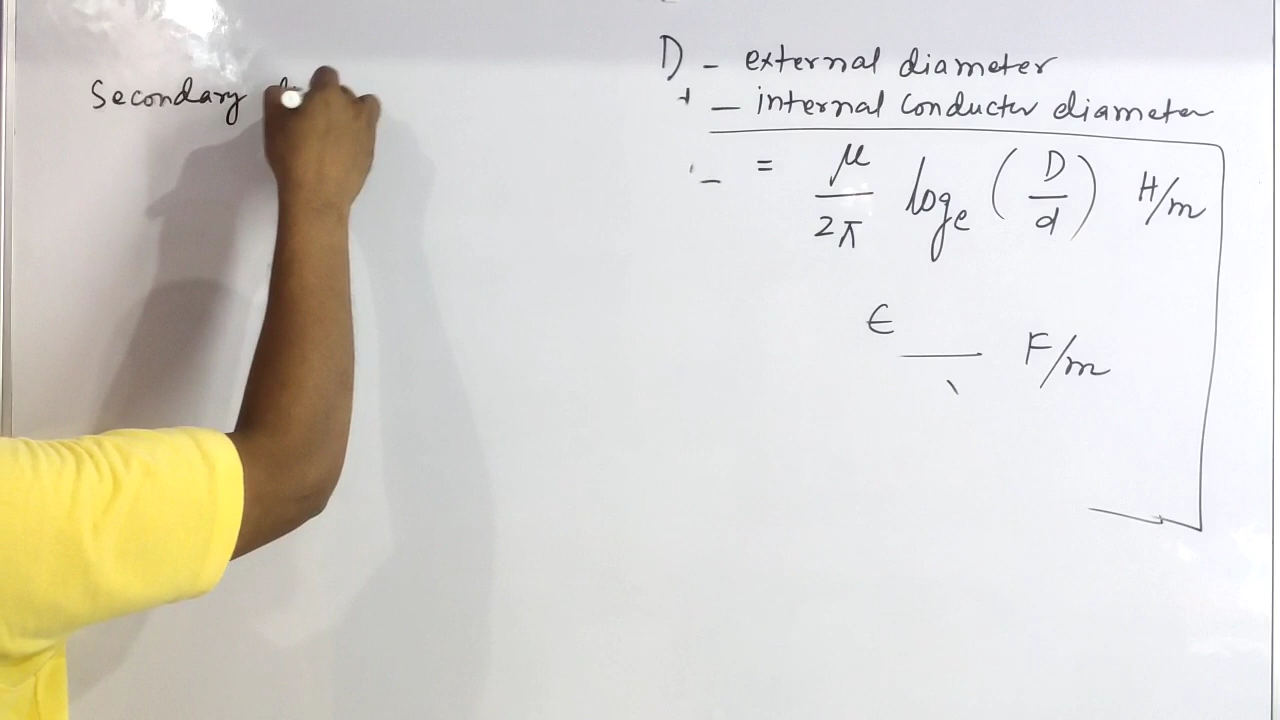 Secondary
D - external diameter
- internal conductor diameter
= μ/2π logₑ (D/d) H/m
ϵ F/m